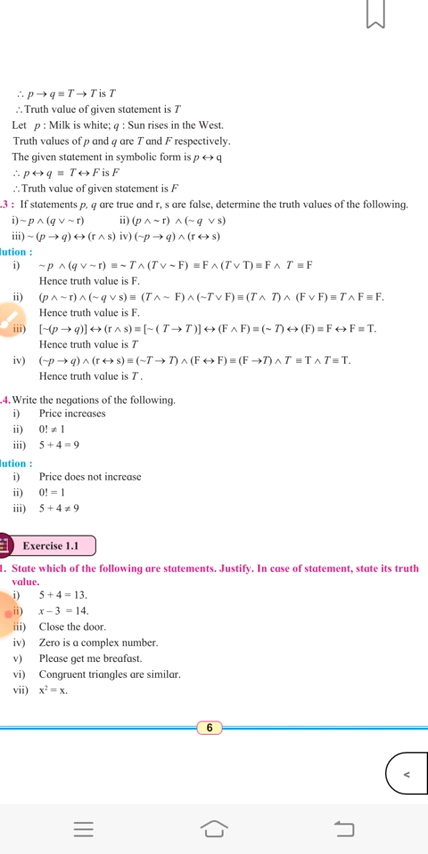 ∴ p → q ≡ T → T is T
∴ Truth value of given statement is T
Let p : Milk is white; q : Sun rises in the West.
Truth values of p and q are T and F respectively.
The given statement in symbolic form is p ↔ q
∴ p ↔ q ≡ T ↔ F is F
∴ Truth value of given statement is F
.3 : If statements p, q are true and r, s are false, determine the truth values of the following.
i) ~ p ∧ (q ∨ ~ r) ii) (p ∧ ~ r) ∧ (~ q ∨ s)
iii) ~ (p → q) ↔ (r ∧ s) iv) (~p → q) ∧ (r ↔ s)
lution :
i) ~ p ∧ (q ∨ ~ r) ≡ ~ T ∧ (T ∨ ~ F) ≡ F ∧ (T ∨ T) ≡ F ∧ T ≡ F
Hence truth value is F.
ii) (p ∧ ~ r) ∧ (~ q ∨ s) ≡ (T ∧ ~ F) ∧ (~T ∨ F) ≡ (T ∧ T) ∧ (F ∨ F) ≡ T ∧ F ≡ F.
Hence truth value is F.
iii) [~(p → q)] ↔ (r ∧ s) ≡ [~ ( T → T )] ↔ (F ∧ F) ≡ (~ T) ↔ (F) ≡ F ↔ F ≡ T.
Hence truth value is T
iv) (~p → q) ∧ (r ↔ s) ≡ (~T → T) ∧ (F ↔ F) ≡ (F →T) ∧ T ≡ T ∧ T ≡ T.
Hence truth value is T .
.4. Write the negations of the following.
i) Price increases
ii) 0! ≠ 1
iii) 5 + 4 = 9
lution :
i) Price does not increase
ii) 0! = 1
iii) 5 + 4 ≠ 9
Exercise 1.1
1. State which of the following are statements. Justify. In case of statement, state its truth
value.
i) 5 + 4 = 13.
ii) x – 3 = 14.
iii) Close the door.
iv) Zero is a complex number.
v) Please get me breafast.
vi) Congruent triangles are similar.
vii) x² = x.
6
<